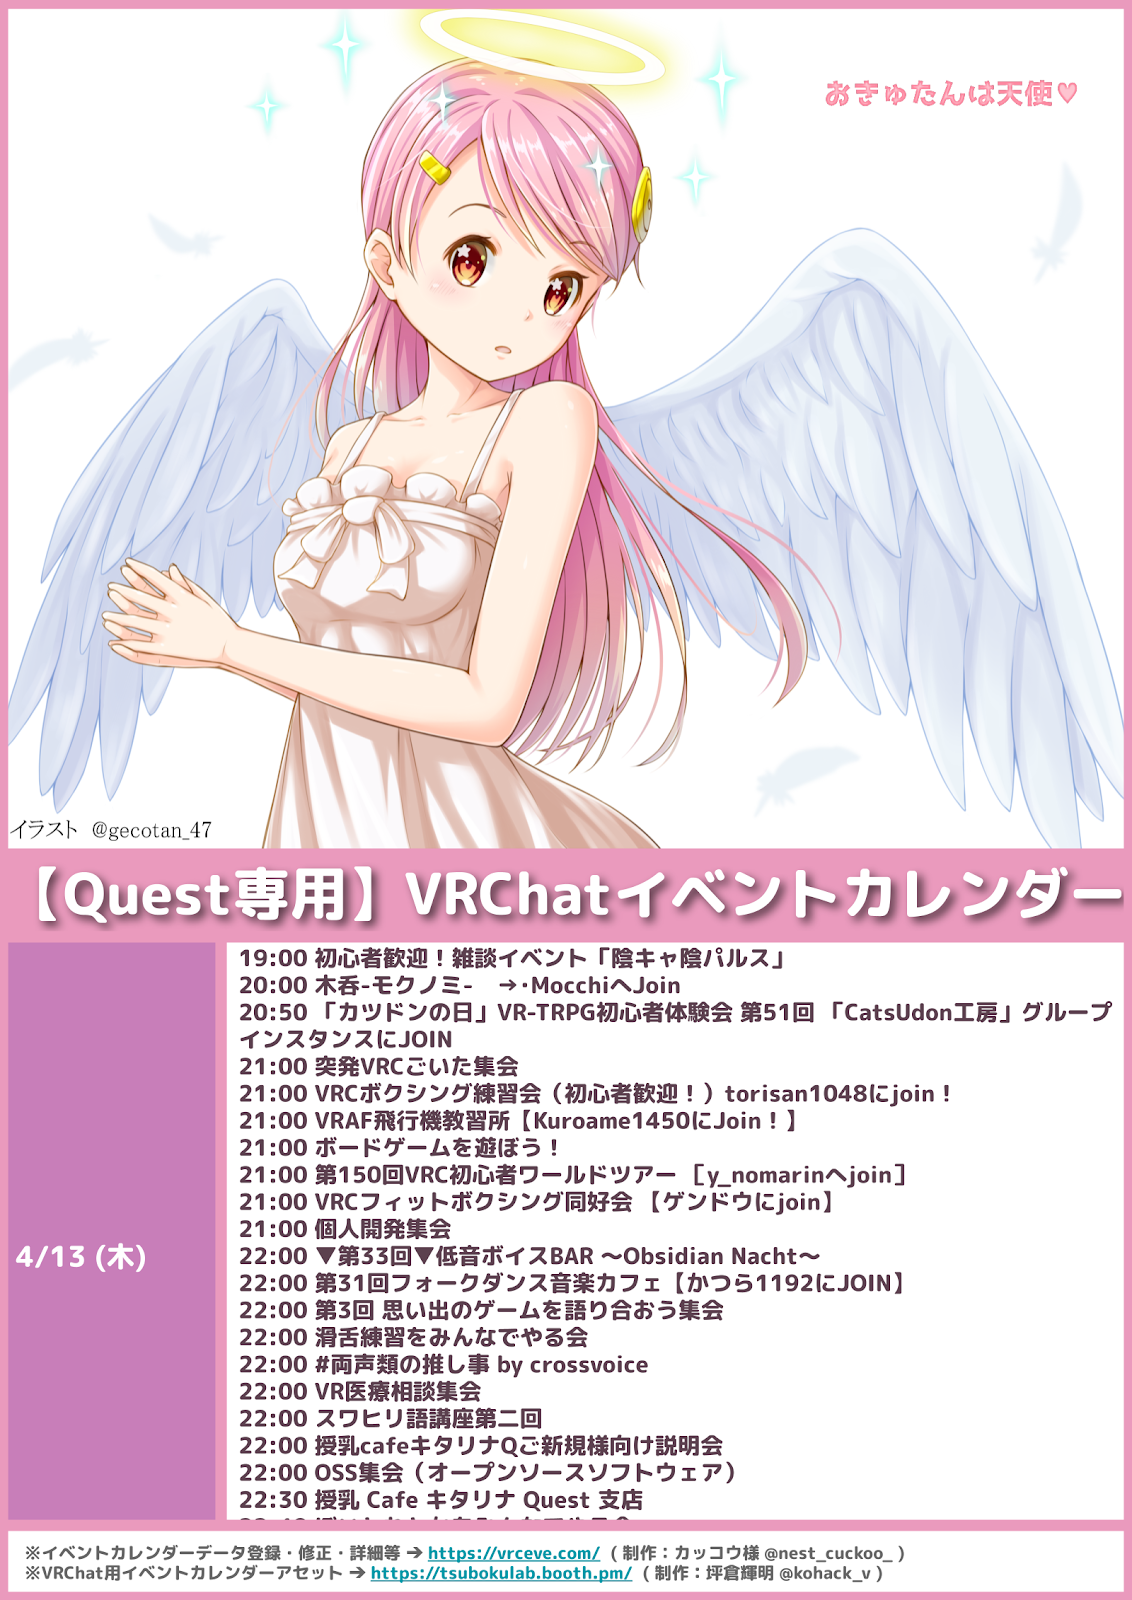 おきゅたんは天使♥
イラスト @gecotan_47
【Quest専用】VRChatイベントカレンダー
4/13 (木)
19:00 初心者歓迎！雑談イベント「陰キャ陰パルス」
20:00 木呑-モクノミ- →･MocchiへJoin
20:50 「カツドンの日」VR-TRPG初心者体験会 第51回 「CatsUdon工房」グループ
インスタンスにJOIN
21:00 突発VRCごいた集会
21:00 VRCボクシング練習会（初心者歓迎！）torisan1048にjoin！
21:00 VRAF飛行機教習所【Kuroame1450にJoin！】
21:00 ボードゲームを遊ぼう！
21:00 第150回VRC初心者ワールドツアー ［y_nomarinへjoin］
21:00 VRCフィットボクシング同好会 【ゲンドウにjoin】
21:00 個人開発集会
22:00 ▼第33回▼低音ボイスBAR ～Obsidian Nacht～
22:00 第31回フォークダンス音楽カフェ【かつら1192にJOIN】
22:00 第3回 思い出のゲームを語り合おう集会
22:00 滑舌練習をみんなでやる会
22:00 #両声類の推し事 by crossvoice
22:00 VR医療相談集会
22:00 スワヒリ語講座第二回
22:00 授乳cafeキタリナQご新規様向け説明会
22:00 OSS集会（オープンソースソフトウェア）
22:30 授乳 Cafe キタリナ Quest 支店
※イベントカレンダーデータ登録・修正・詳細等 ➔ https://vrceve.com/ ( 制作：カッコウ様 @nest_cuckoo_ )
※VRChat用イベントカレンダーアセット ➔ https://tsubokulab.booth.pm/ ( 制作：坪倉輝明 @kohack_v )